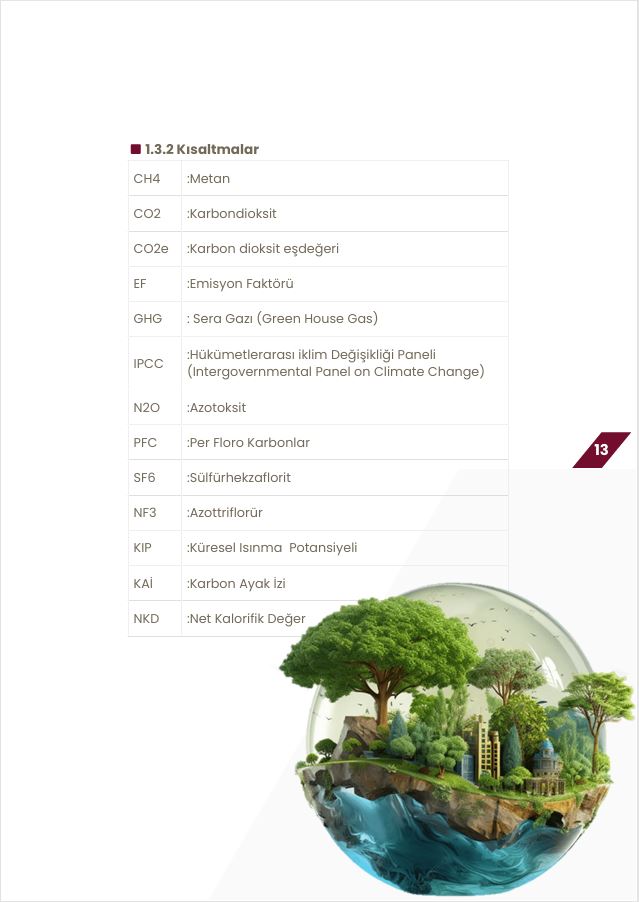 1.3.2 Kısaltmalar
CH4 :Metan
CO2 :Karbondioksit
CO2e :Karbon dioksit eşdeğeri
EF :Emisyon Faktörü
GHG : Sera Gazı (Green House Gas)
IPCC :Hükümetlerarası iklim Değişikliği Paneli
(Intergovernmental Panel on Climate Change)
N2O :Azotoksit
PFC :Per Floro Karbonlar
13
SF6 :Sülfürhekzaflorit
NF3 :Azottriflorür
KIP :Küresel Isınma  Potansiyeli
KAİ :Karbon Ayak İzi
NKD :Net Kalorifik Değer